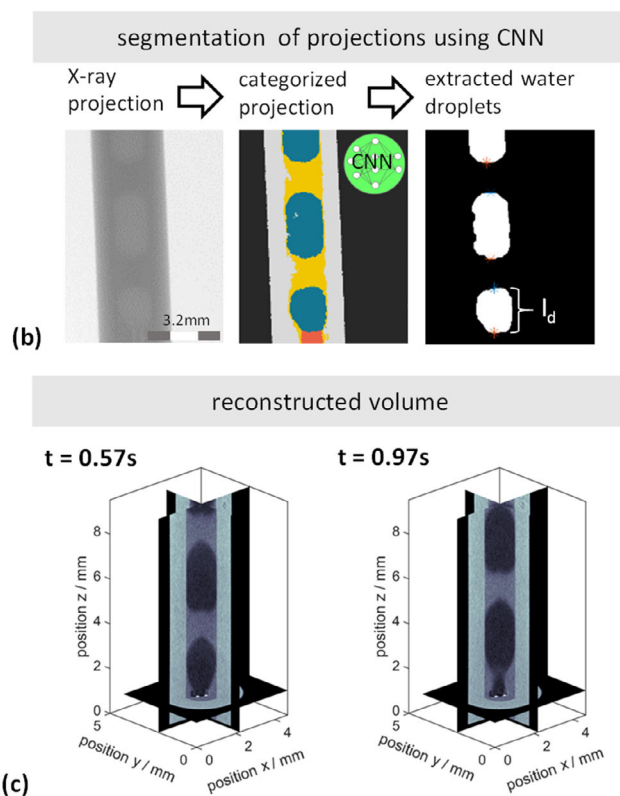 segmentation of projections using CNN
X-ray projection
categorized projection
extracted water droplets
CNN
3.2mm
l_d
(b)
reconstructed volume
t = 0.57s
t = 0.97s
position z / mm
8
6
4
2
0
5
0
0
2
4
position y / mm
position x / mm
position z / mm
8
6
4
2
0
5
0
0
2
4
position y / mm
position x / mm
(c)